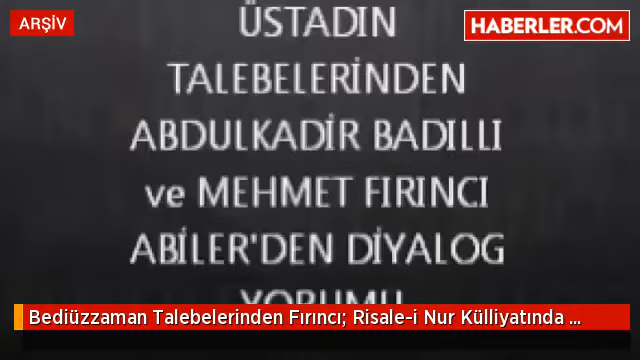 ARŞİV
HABERLER.COM
ÜSTADIN
TALEBELERİNDEN
ABDULKADİR BADILLI
ve MEHMET FIRINCI
ABİLER'DEN DİYALOG
YORUMU
Bediüzzaman Talebelerinden Fırıncı; Risale-i Nur Külliyatında ...